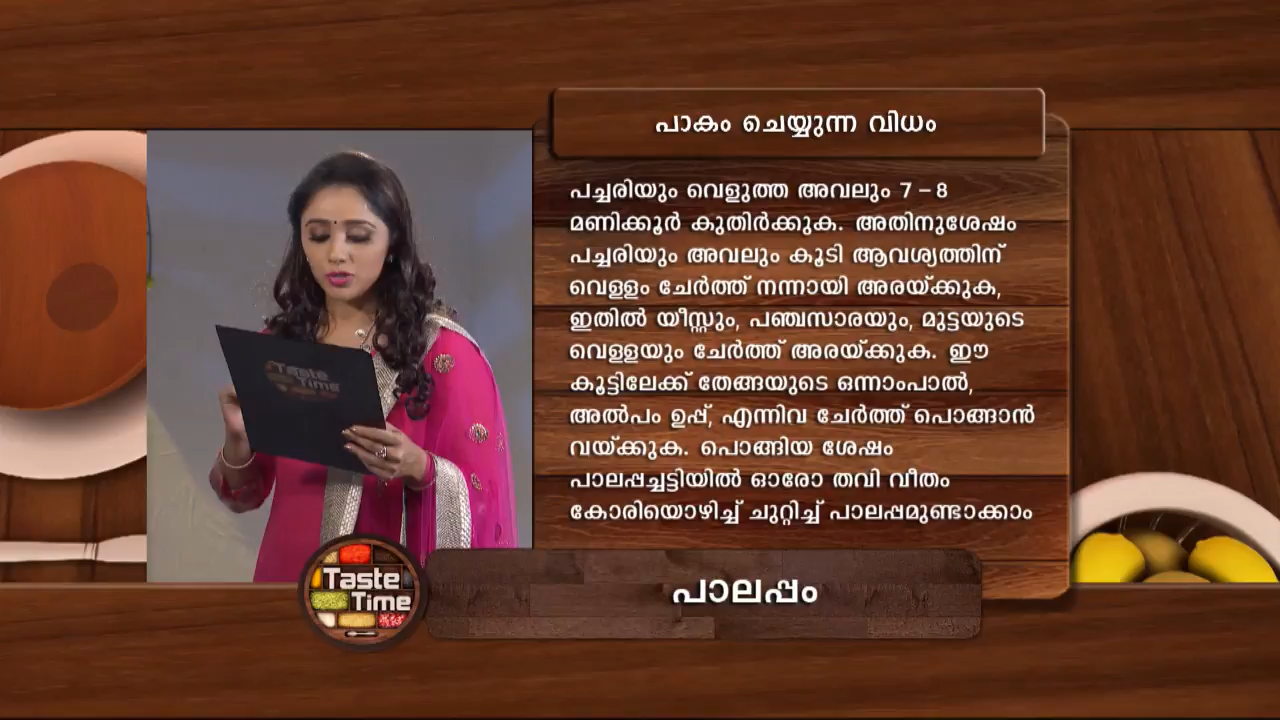 പാകം ചെയ്യുന്ന വിധം
പച്ചരിയും വെളുത്ത അവലും 7 – 8
മണിക്കൂർ കുതിർക്കുക. അതിനുശേഷം
പച്ചരിയും അവലും കൂടി ആവശ്യത്തിന്
വെള്ളം ചേർത്ത് നന്നായി അരയ്ക്കുക,
ഇതിൽ യീസ്റ്റും, പഞ്ചസാരയും, മുട്ടയുടെ
വെള്ളയും ചേർത്ത് അരയ്ക്കുക. ഈ
കൂട്ടിലേക്ക് തേങ്ങയുടെ ഒന്നാംപാൽ,
അൽപം ഉപ്പ്, എന്നിവ ചേർത്ത് പൊങ്ങാൻ
വയ്ക്കുക. പൊങ്ങിയ ശേഷം
പാലപ്പച്ചട്ടിയിൽ ഓരോ തവി വീതം
കോരിയൊഴിച്ച് ചുറ്റിച്ച് പാലപ്പമുണ്ടാക്കാം
Taste
Time
Taste
Time
പാലപ്പം